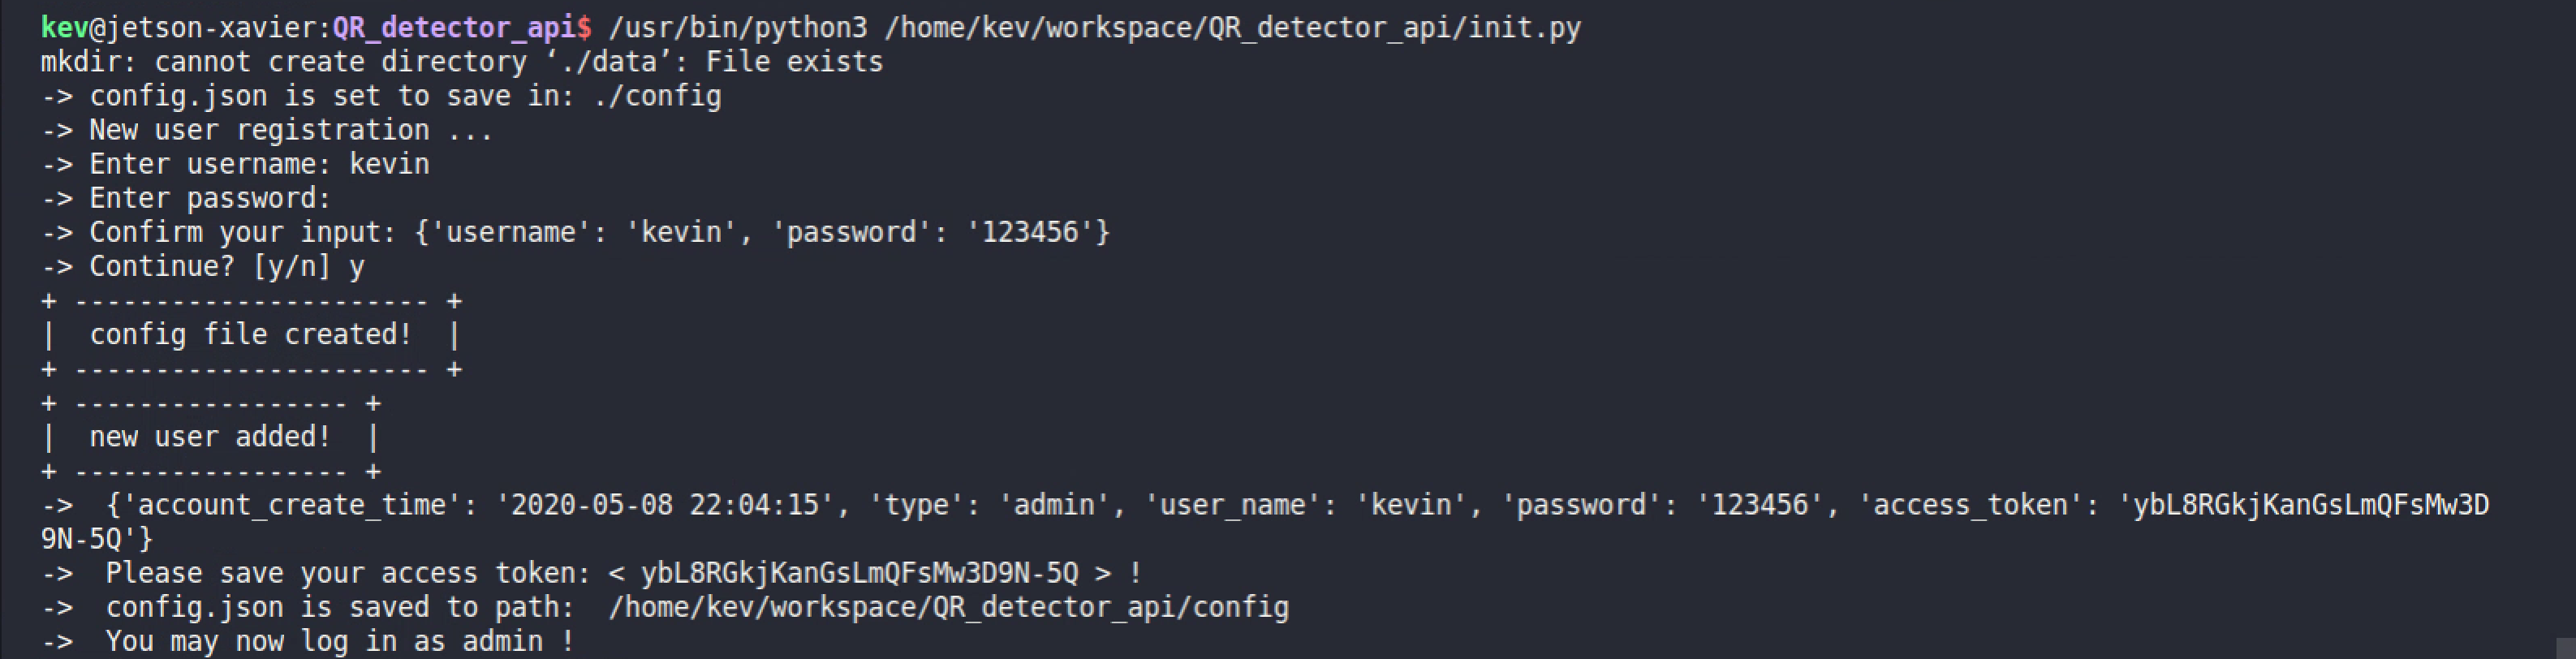 kev@jetson-xavier:QR_detector_api$ /usr/bin/python3 /home/kev/workspace/QR_detector_api/init.py
mkdir: cannot create directory ‘./data’: File exists
-> config.json is set to save in: ./config
-> New user registration ...
-> Enter username: kevin
-> Enter password:
-> Confirm your input: {'username': 'kevin', 'password': '123456'}
-> Continue? [y/n] y
+ ---------------------- +
|  config file created!  |
+ ---------------------- +
+ ----------------- +
|  new user added!  |
+ ----------------- +
->  {'account_create_time': '2020-05-08 22:04:15', 'type': 'admin', 'user_name': 'kevin', 'password': '123456', 'access_token': 'ybL8RGkjKanGsLmQFsMw3D
9N-5Q'}
->  Please save your access token: < ybL8RGkjKanGsLmQFsMw3D9N-5Q > !
->  config.json is saved to path:  /home/kev/workspace/QR_detector_api/config
->  You may now log in as admin !